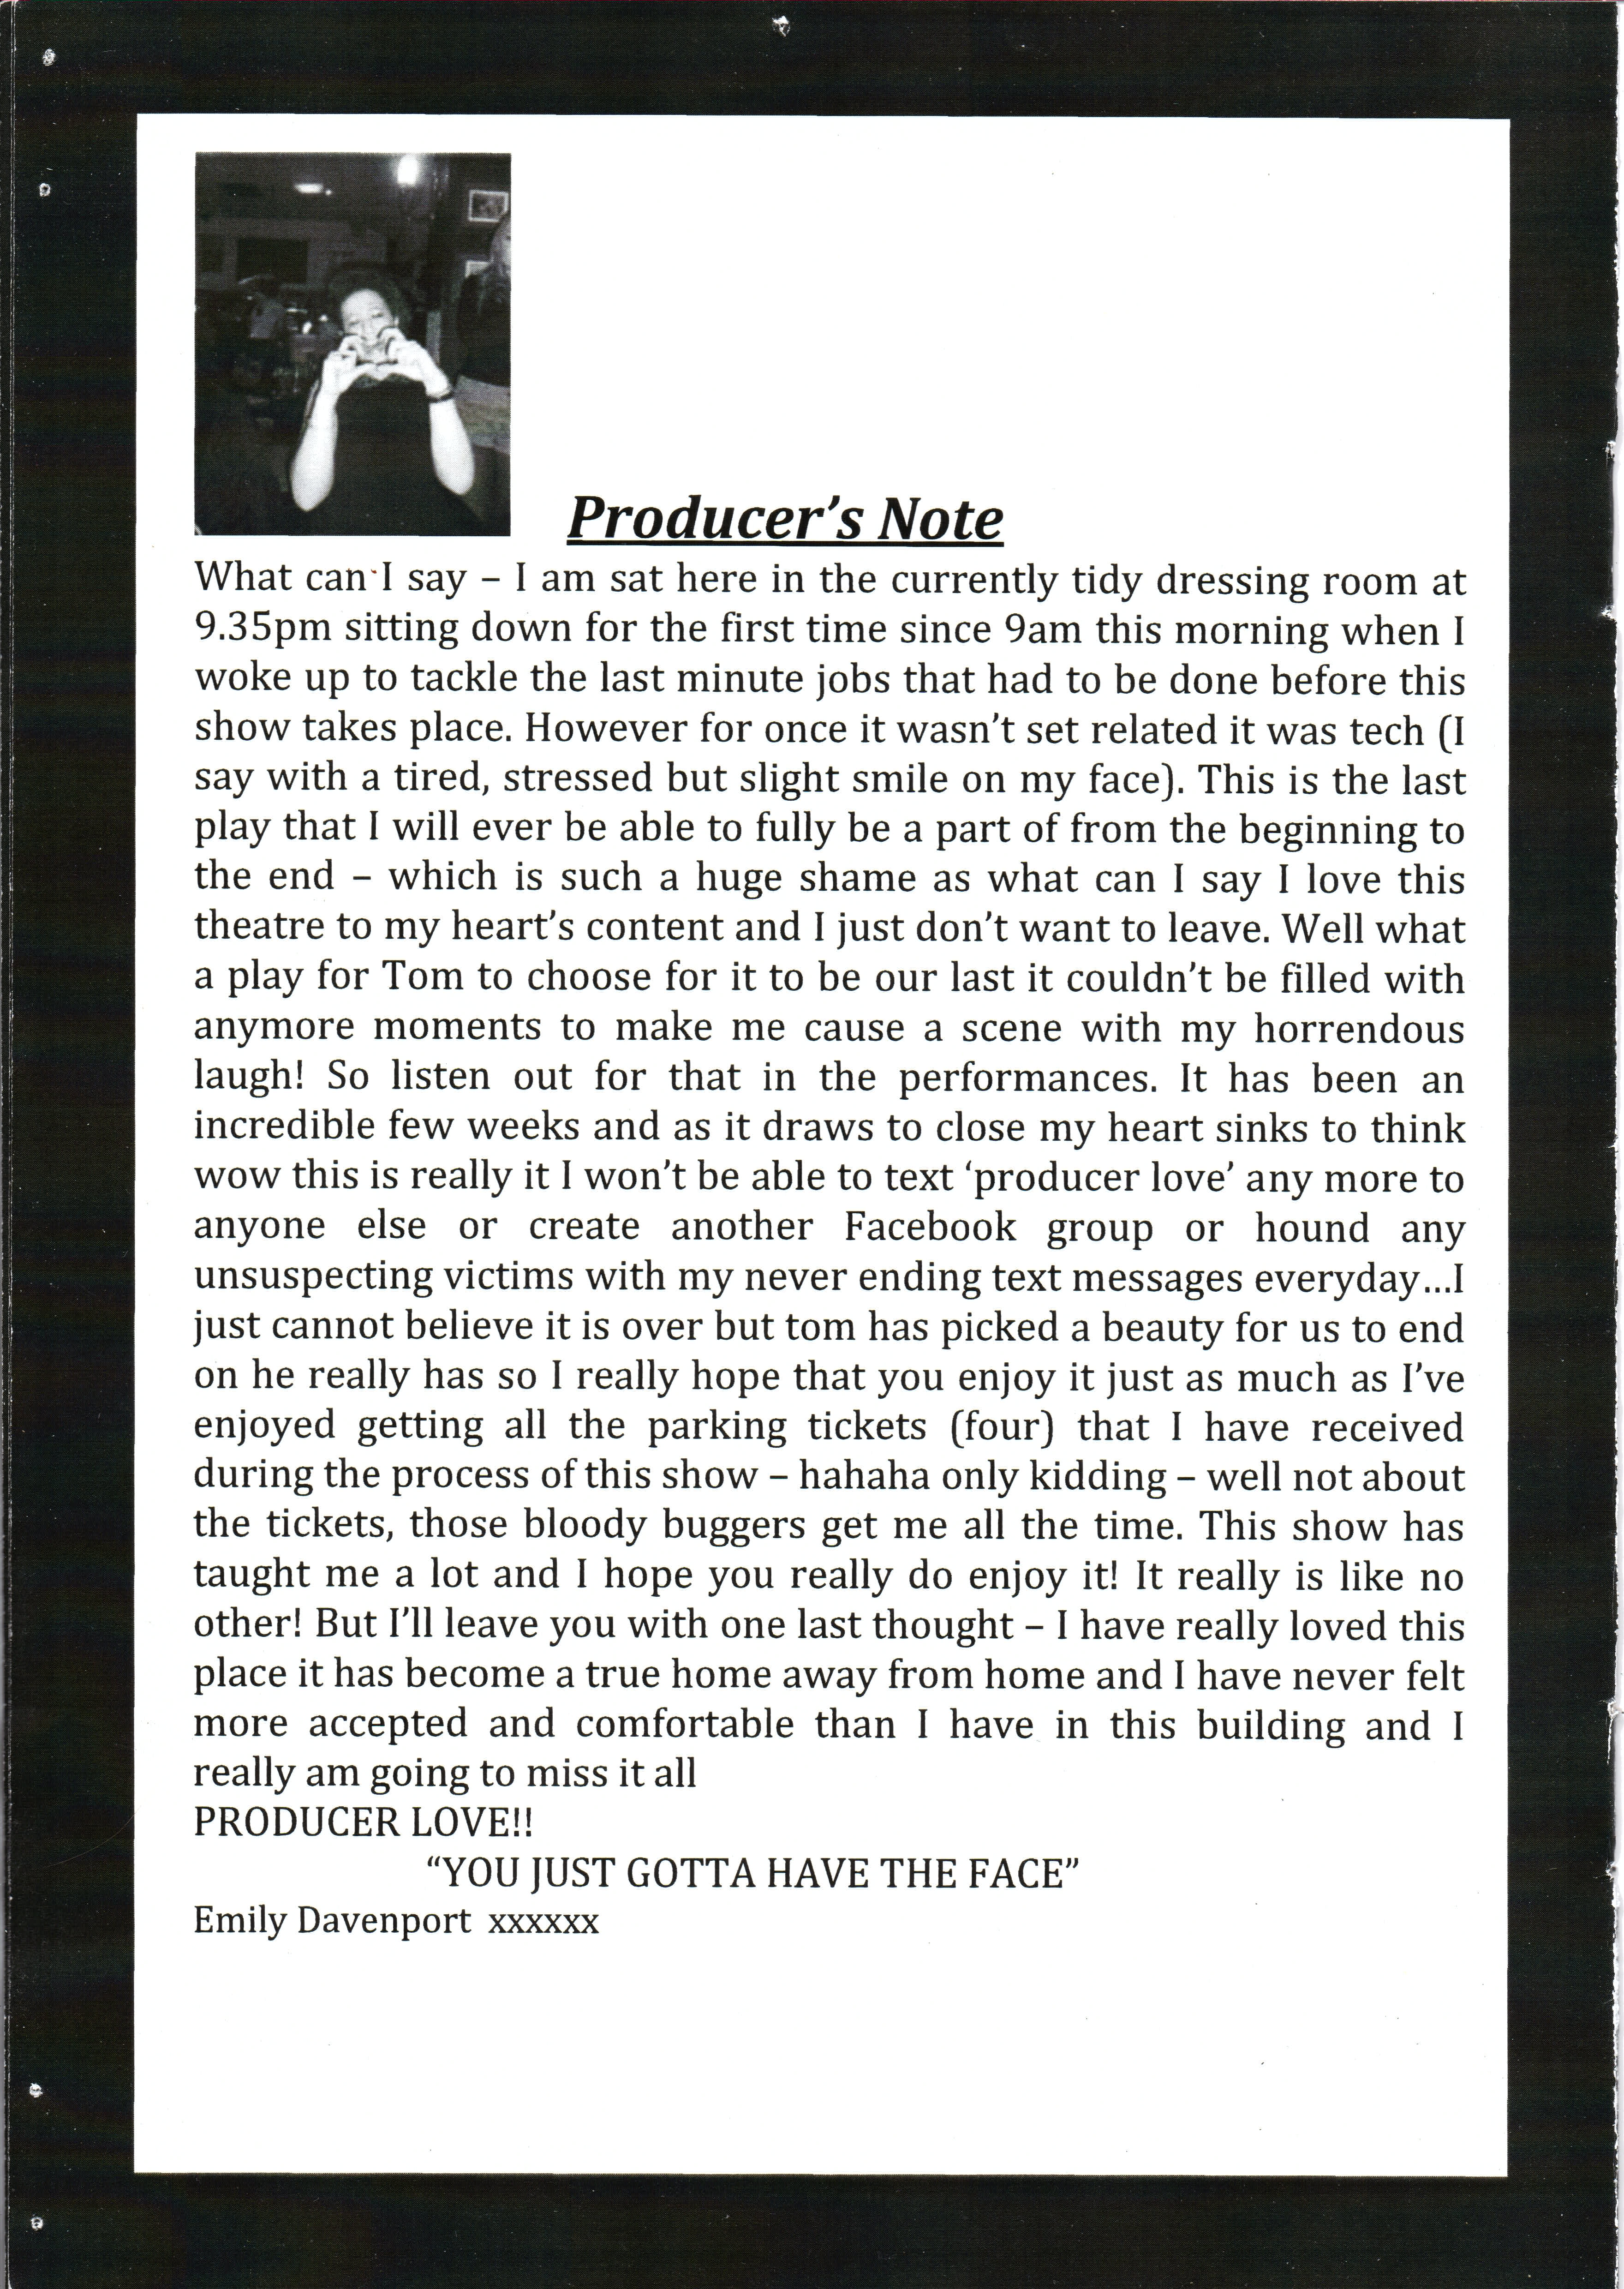 Producer’s Note
What can I say – I am sat here in the currently tidy dressing room at
9.35pm sitting down for the first time since 9am this morning when I
woke up to tackle the last minute jobs that had to be done before this
show takes place. However for once it wasn’t set related it was tech (I
say with a tired, stressed but slight smile on my face). This is the last
play that I will ever be able to fully be a part of from the beginning to
the end – which is such a huge shame as what can I say I love this
theatre to my heart’s content and I just don’t want to leave. Well what
a play for Tom to choose for it to be our last it couldn’t be filled with
anymore moments to make me cause a scene with my horrendous
laugh! So listen out for that in the performances. It has been an
incredible few weeks and as it draws to close my heart sinks to think
wow this is really it I won’t be able to text ‘producer love’ any more to
anyone else or create another Facebook group or hound any
unsuspecting victims with my never ending text messages everyday...I
just cannot believe it is over but tom has picked a beauty for us to end
on he really has so I really hope that you enjoy it just as much as I’ve
enjoyed getting all the parking tickets (four) that I have received
during the process of this show – hahaha only kidding – well not about
the tickets, those bloody buggers get me all the time. This show has
taught me a lot and I hope you really do enjoy it! It really is like no
other! But I’ll leave you with one last thought – I have really loved this
place it has become a true home away from home and I have never felt
more accepted and comfortable than I have in this building and I
really am going to miss it all
PRODUCER LOVE!!
“YOU JUST GOTTA HAVE THE FACE”
Emily Davenport xxxxxx